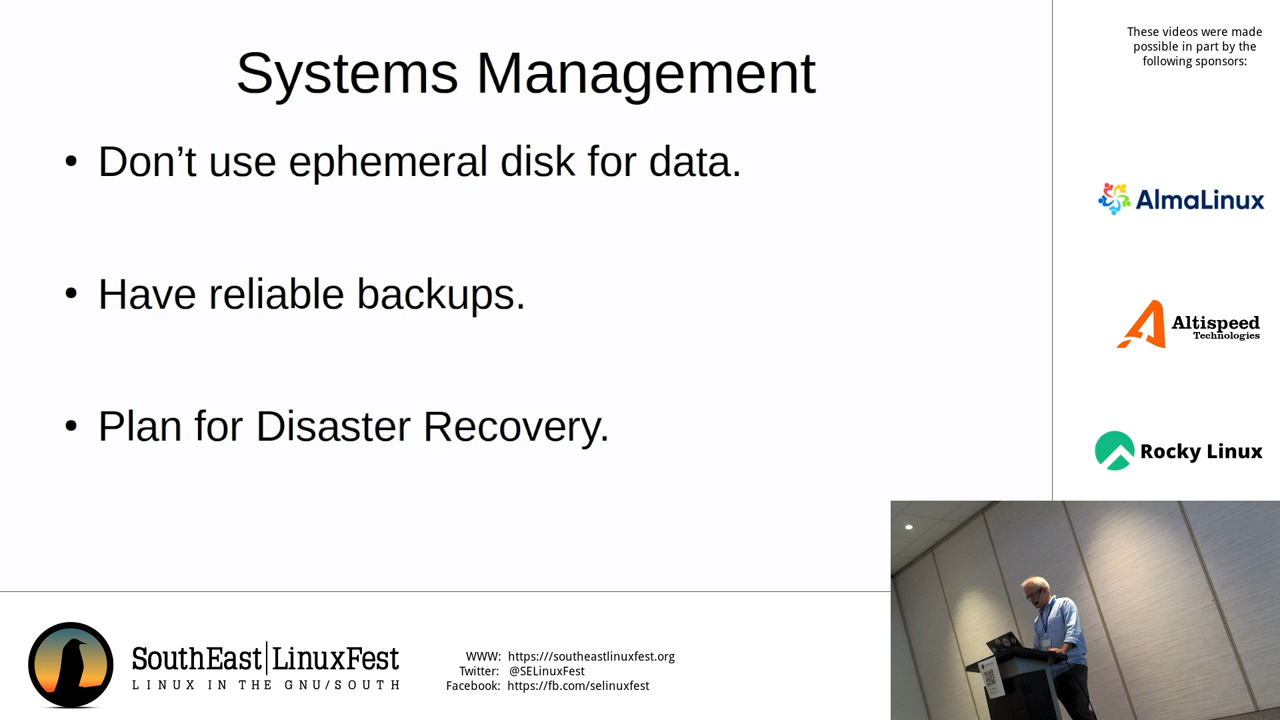 Systems Management
• Don’t use ephemeral disk for data.
• Have reliable backups.
• Plan for Disaster Recovery.
These videos were made
possible in part by the
following sponsors:
AlmaLinux
Altispeed
Technologies
Rocky Linux
SouthEast|LinuxFest
LINUX IN THE GNU/SOUTH
WWW: https:///southeastlinuxfest.org
Twitter: @SELinuxFest
Facebook: https://fb.com/selinuxfest